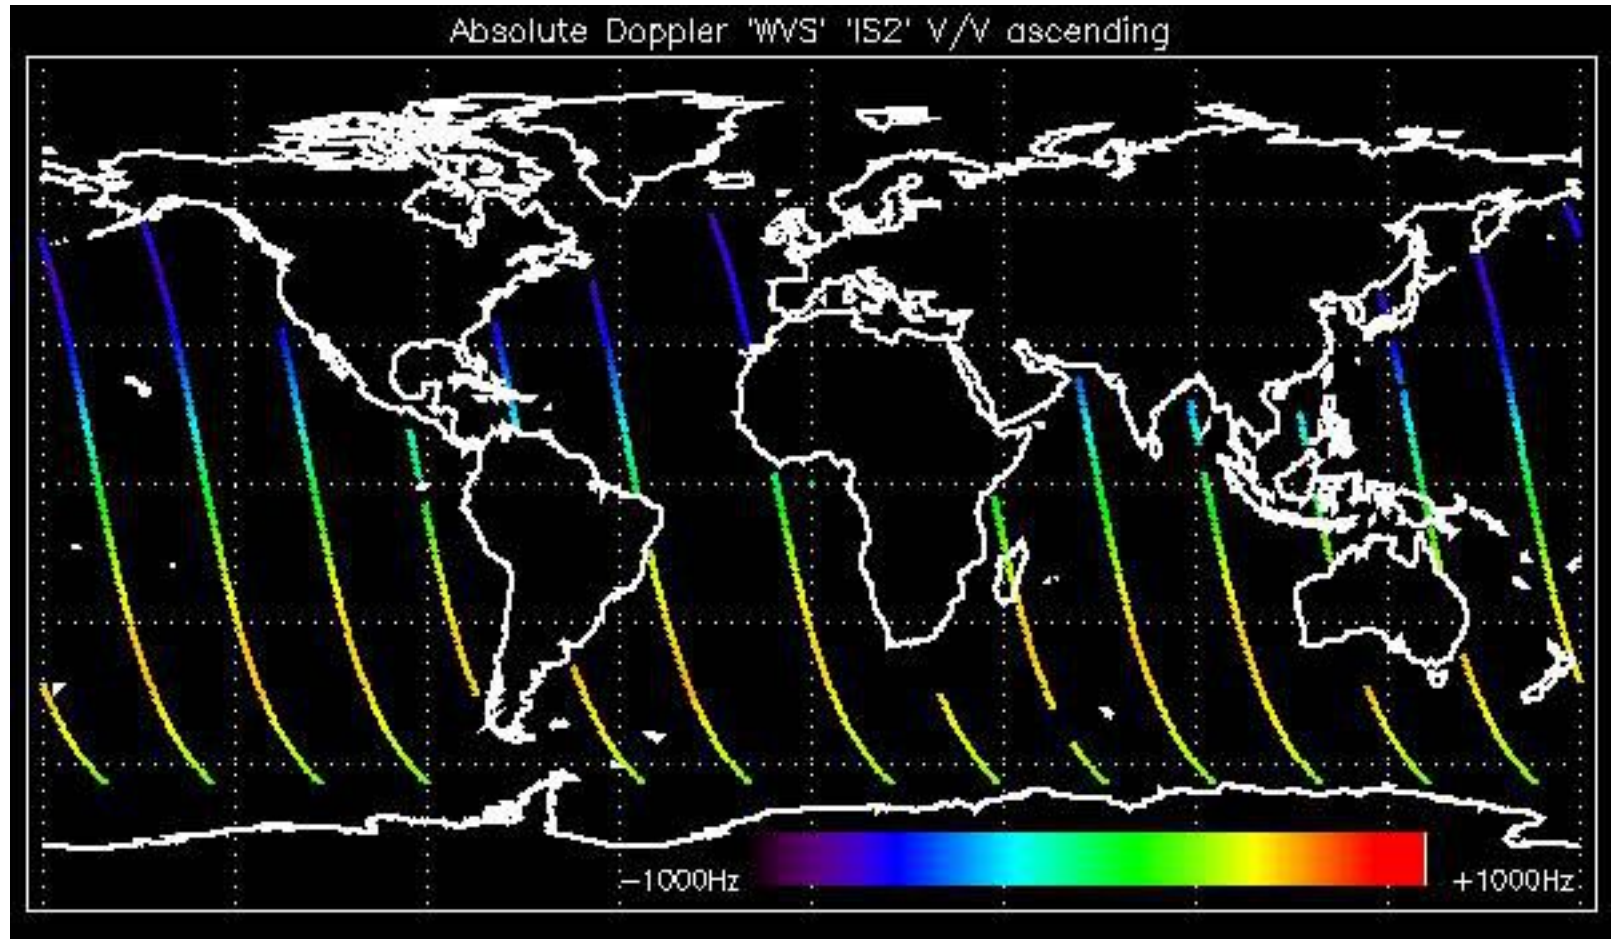 Absolute Doppler 'WVS' 'IS2' V/V ascending
−1000Hz +1000Hz